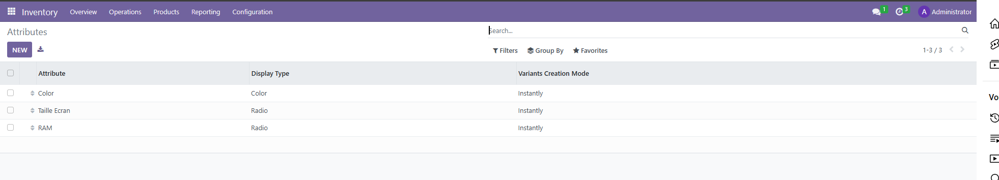 Inventory Overview Operations Products Reporting Configuration 1 3 A Administrator
Attributes Search...
NEW Filters Group By Favorites 1-3 / 3
Attribute Display Type Variants Creation Mode
Color Color Instantly
Taille Ecran Radio Instantly
RAM Radio Instantly
Vo